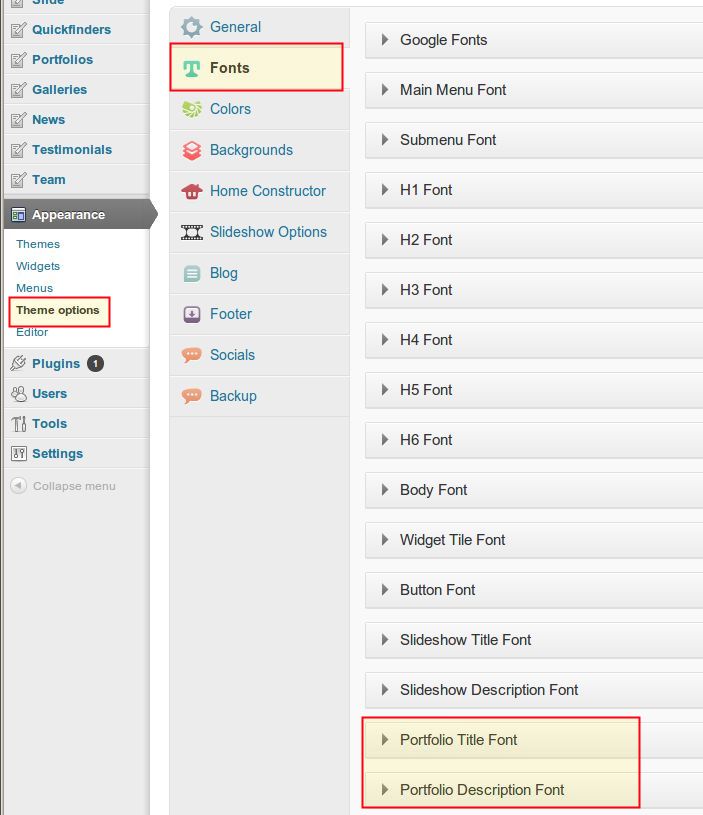 Slide
Quickfinders
Portfolios
Galleries
News
Testimonials
Team
Appearance
Themes
Widgets
Menus
Theme options
Editor
Plugins 1
Users
Tools
Settings
Collapse menu
General
Fonts
Colors
Backgrounds
Home Constructor
Slideshow Options
Blog
Footer
Socials
Backup
Google Fonts
Main Menu Font
Submenu Font
H1 Font
H2 Font
H3 Font
H4 Font
H5 Font
H6 Font
Body Font
Widget Tile Font
Button Font
Slideshow Title Font
Slideshow Description Font
Portfolio Title Font
Portfolio Description Font